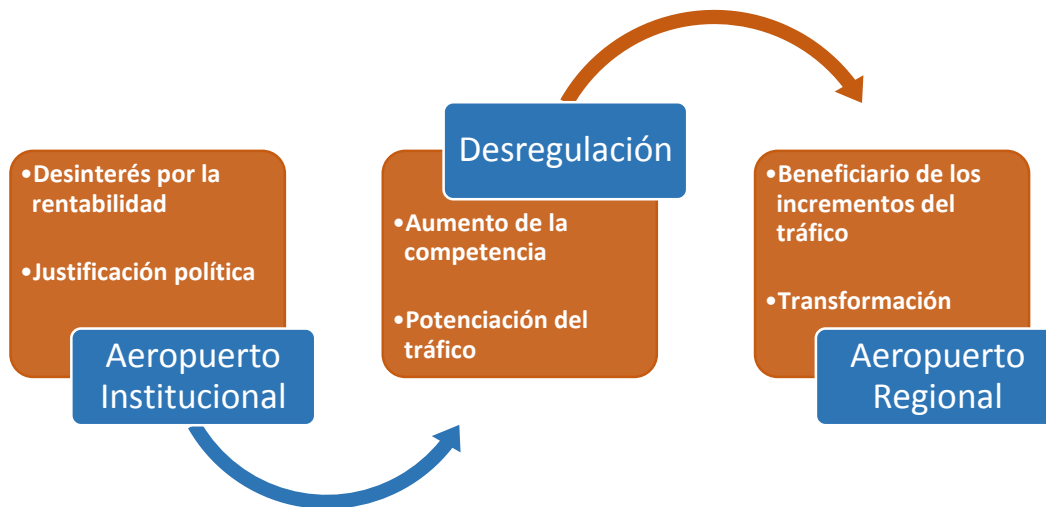 •Desinterés por la
rentabilidad
•Justificación política
Aeropuerto
Institucional
Desregulación
•Aumento de la
competencia
•Potenciación del
tráfico
•Beneficiario de los
incrementos del
tráfico
•Transformación
Aeropuerto
Regional